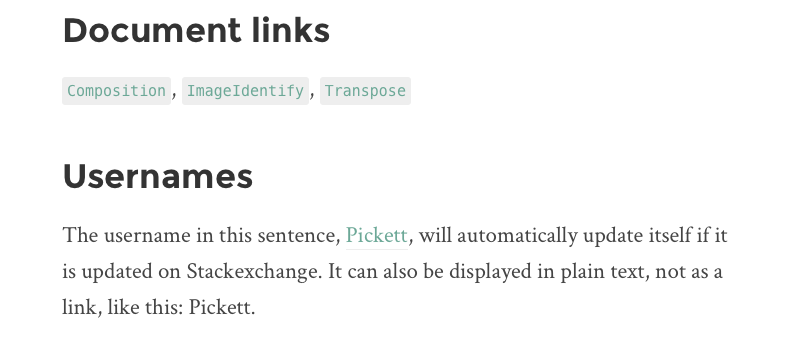 Document links
Composition, ImageIdentify, Transpose
Usernames
The username in this sentence, Pickett, will automatically update itself if it
is updated on Stackexchange. It can also be displayed in plain text, not as a
link, like this: Pickett.